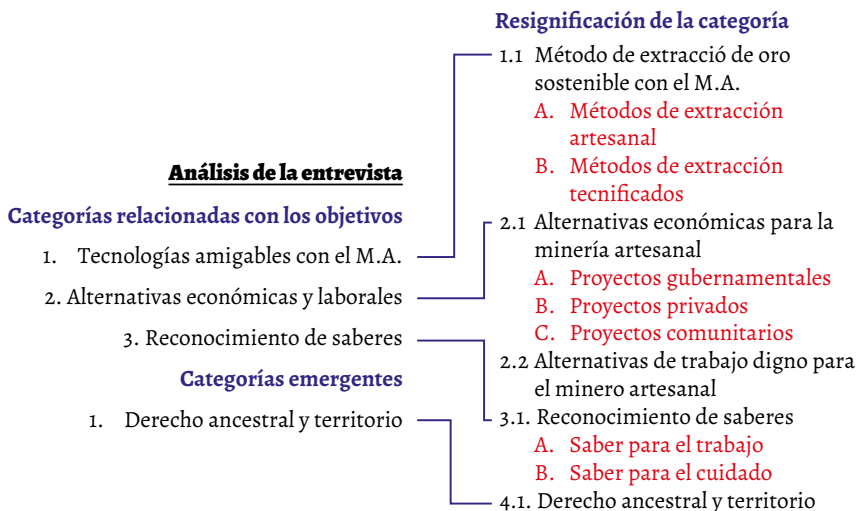 Análisis de la entrevista
Categorías relacionadas con los objetivos
1. Tecnologías amigables con el M.A.
2. Alternativas económicas y laborales
3. Reconocimiento de saberes
Categorías emergentes
1. Derecho ancestral y territorio
Resignificación de la categoría
1.1 Método de extracció de oro
sostenible con el M.A.
A. Métodos de extracción
artesanal
B. Métodos de extracción
tecnificados
2.1 Alternativas económicas para la
minería artesanal
A. Proyectos gubernamentales
B. Proyectos privados
C. Proyectos comunitarios
2.2 Alternativas de trabajo digno para
el minero artesanal
3.1. Reconocimiento de saberes
A. Saber para el trabajo
B. Saber para el cuidado
4.1. Derecho ancestral y territorio